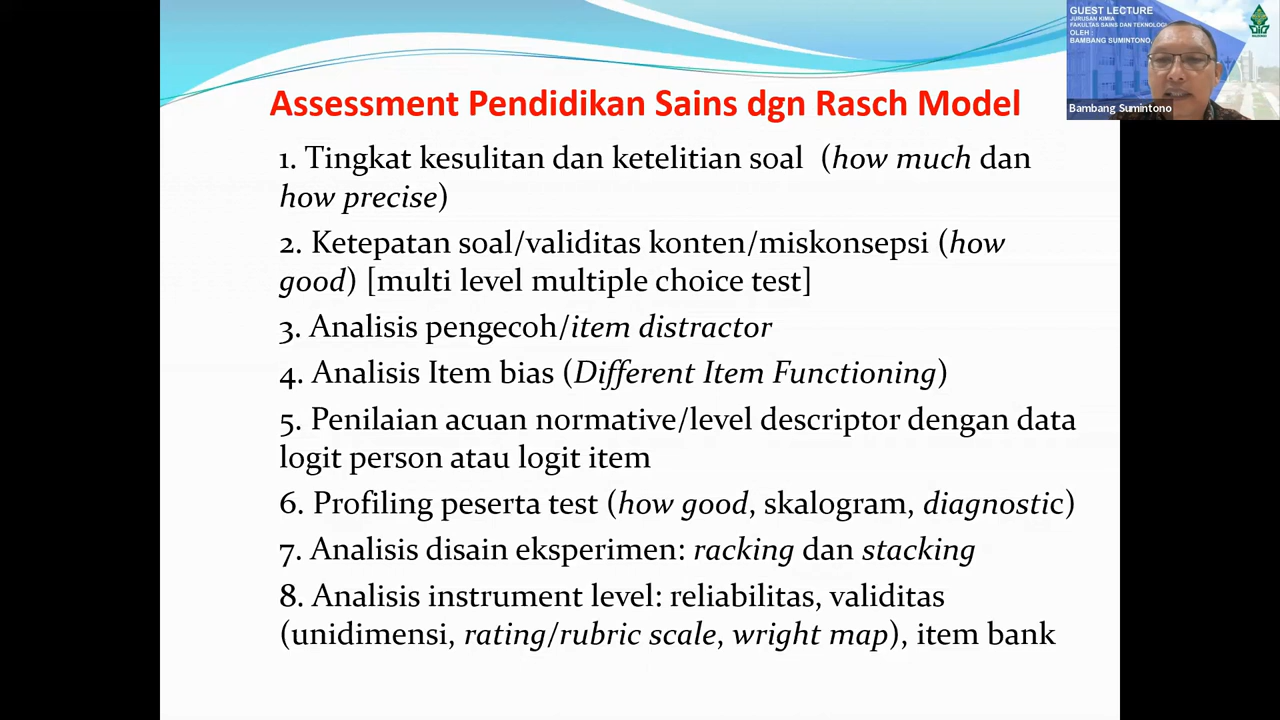 GUEST LECTURE
JURUSAN KIMIA
FAKULTAS SAINS DAN TEKNOLOGI
OLEH :
BAMBANG SUMINTONO,
Bambang Sumintono
Assessment Pendidikan Sains dgn Rasch Model
1. Tingkat kesulitan dan ketelitian soal (how much dan
how precise)
2. Ketepatan soal/validitas konten/miskonsepsi (how
good) [multi level multiple choice test]
3. Analisis pengecoh/item distractor
4. Analisis Item bias (Different Item Functioning)
5. Penilaian acuan normative/level descriptor dengan data
logit person atau logit item
6. Profiling peserta test (how good, skalogram, diagnostic)
7. Analisis disain eksperimen: racking dan stacking
8. Analisis instrument level: reliabilitas, validitas
(unidimensi, rating/rubric scale, wright map), item bank